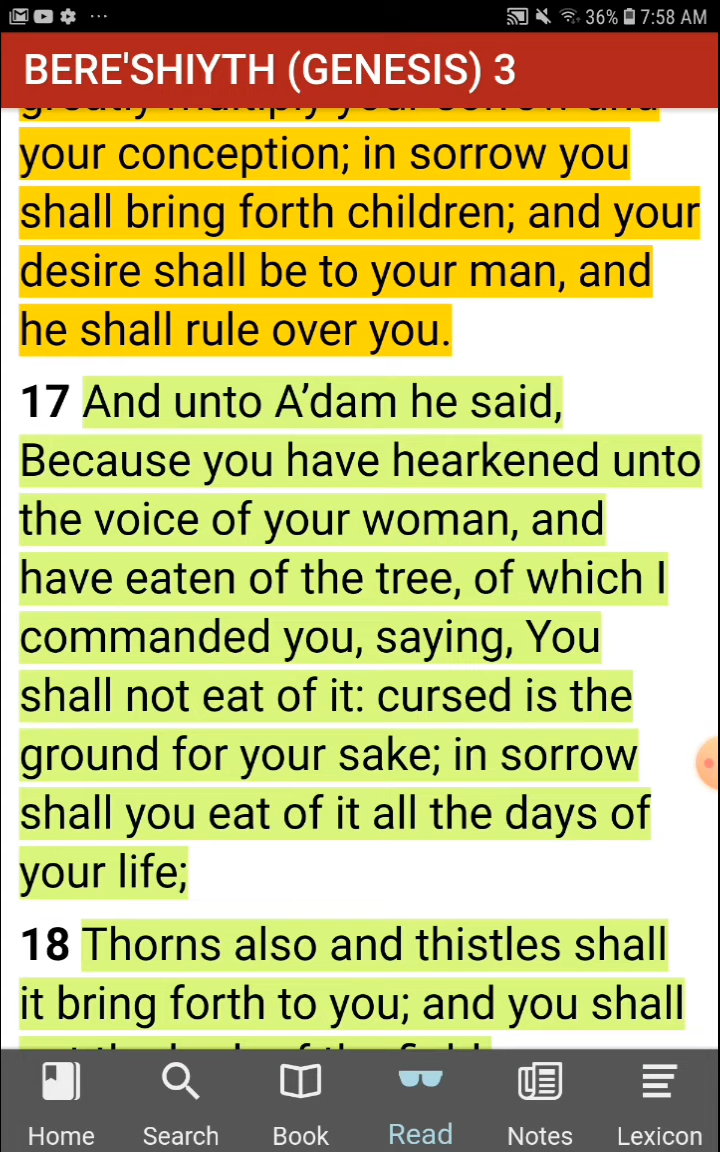 36% 7:58 AM
BERE'SHIYTH (GENESIS) 3
greatly multiply your sorrow and
your conception; in sorrow you
shall bring forth children; and your
desire shall be to your man, and
he shall rule over you.
17 And unto A’dam he said,
Because you have hearkened unto
the voice of your woman, and
have eaten of the tree, of which I
commanded you, saying, You
shall not eat of it: cursed is the
ground for your sake; in sorrow
shall you eat of it all the days of
your life;
18 Thorns also and thistles shall
it bring forth to you; and you shall
Home Search Book Read Notes Lexicon